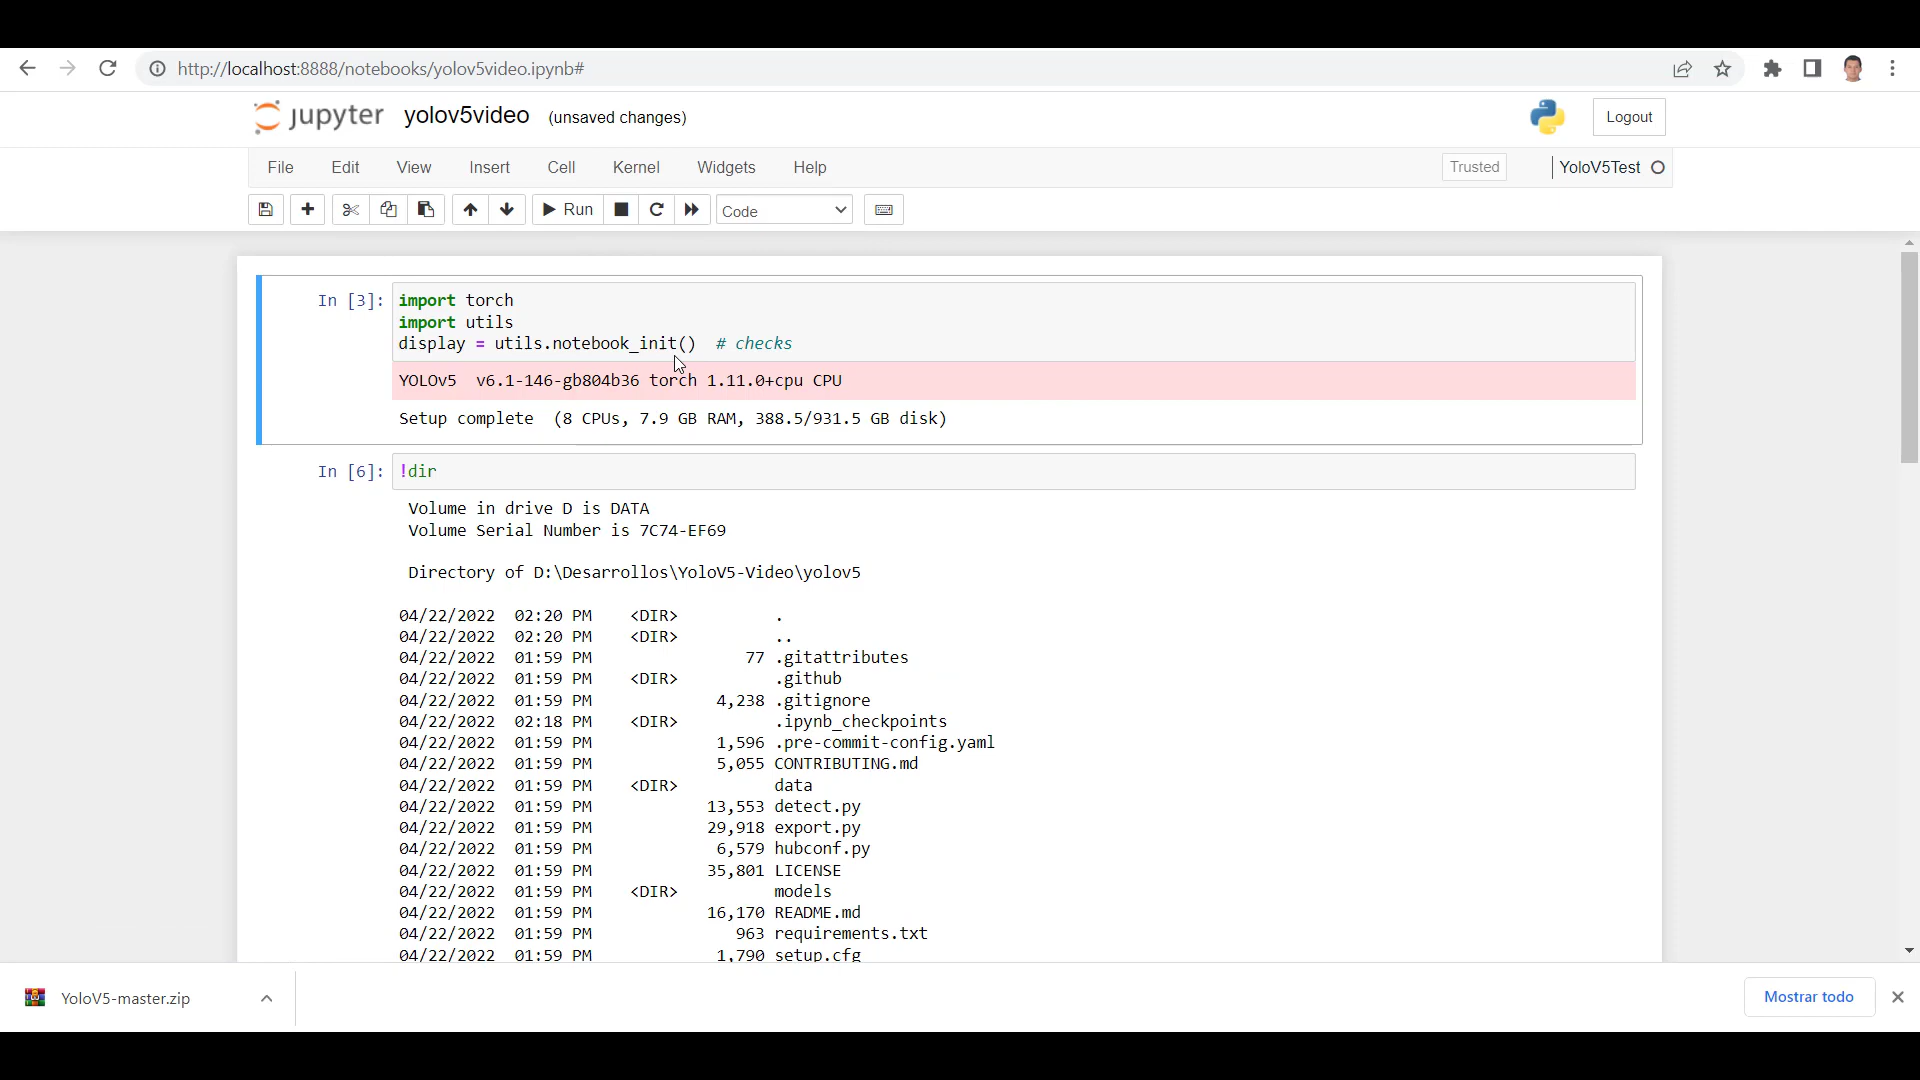 http://localhost:8888/notebooks/yolov5video.ipynb#
jupyter yolov5video (unsaved changes) Logout
File Edit View Insert Cell Kernel Widgets Help Trusted YoloV5Test
Run Code
In [3]: import torch
import utils
display = utils.notebook_init() # checks
YOLOv5 v6.1-146-gb804b36 torch 1.11.0+cpu CPU
Setup complete (8 CPUs, 7.9 GB RAM, 388.5/931.5 GB disk)
In [6]: !dir
Volume in drive D is DATA
Volume Serial Number is 7C74-EF69
Directory of D:\Desarrollos\YoloV5-Video\yolov5
04/22/2022 02:20 PM <DIR> .
04/22/2022 02:20 PM <DIR> ..
04/22/2022 01:59 PM 77 .gitattributes
04/22/2022 01:59 PM <DIR> .github
04/22/2022 01:59 PM 4,238 .gitignore
04/22/2022 02:18 PM <DIR> .ipynb_checkpoints
04/22/2022 01:59 PM 1,596 .pre-commit-config.yaml
04/22/2022 01:59 PM 5,055 CONTRIBUTING.md
04/22/2022 01:59 PM <DIR> data
04/22/2022 01:59 PM 13,553 detect.py
04/22/2022 01:59 PM 29,918 export.py
04/22/2022 01:59 PM 6,579 hubconf.py
04/22/2022 01:59 PM 35,801 LICENSE
04/22/2022 01:59 PM <DIR> models
04/22/2022 01:59 PM 16,170 README.md
04/22/2022 01:59 PM 963 requirements.txt
04/22/2022 01:59 PM 1,790 setup.cfg
YoloV5-master.zip Mostrar todo